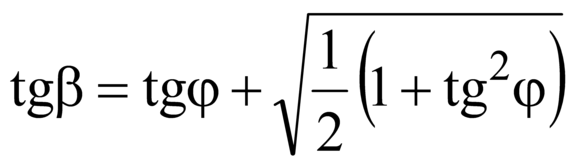 tgβ = tgφ + √(1/2 (1 + tg²φ))